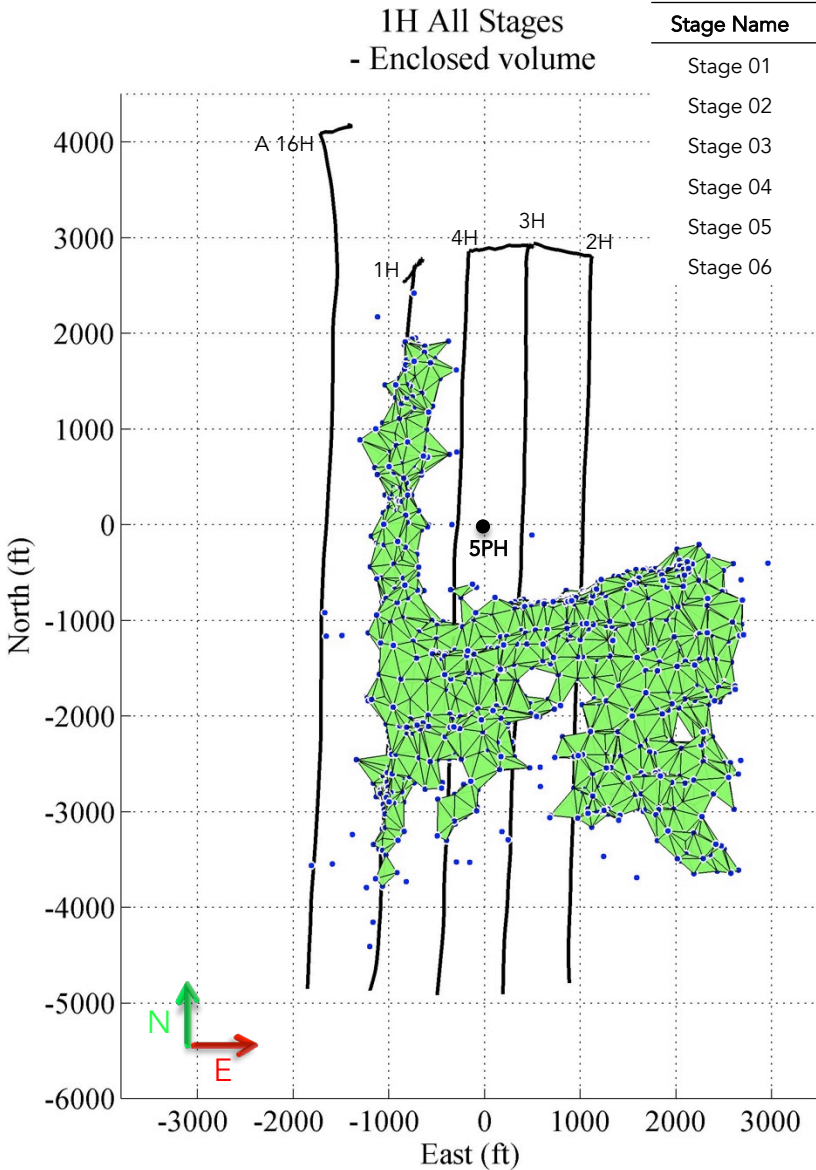 1H All Stages
- Enclosed volume
Stage Name
Stage 01
Stage 02
Stage 03
Stage 04
Stage 05
Stage 06
A 16H
1H
4H
3H
2H
5PH
North (ft)
4000
3000
2000
1000
0
-1000
-2000
-3000
-4000
-5000
-6000
N
E
-3000 -2000 -1000 0 1000 2000 3000
East (ft)